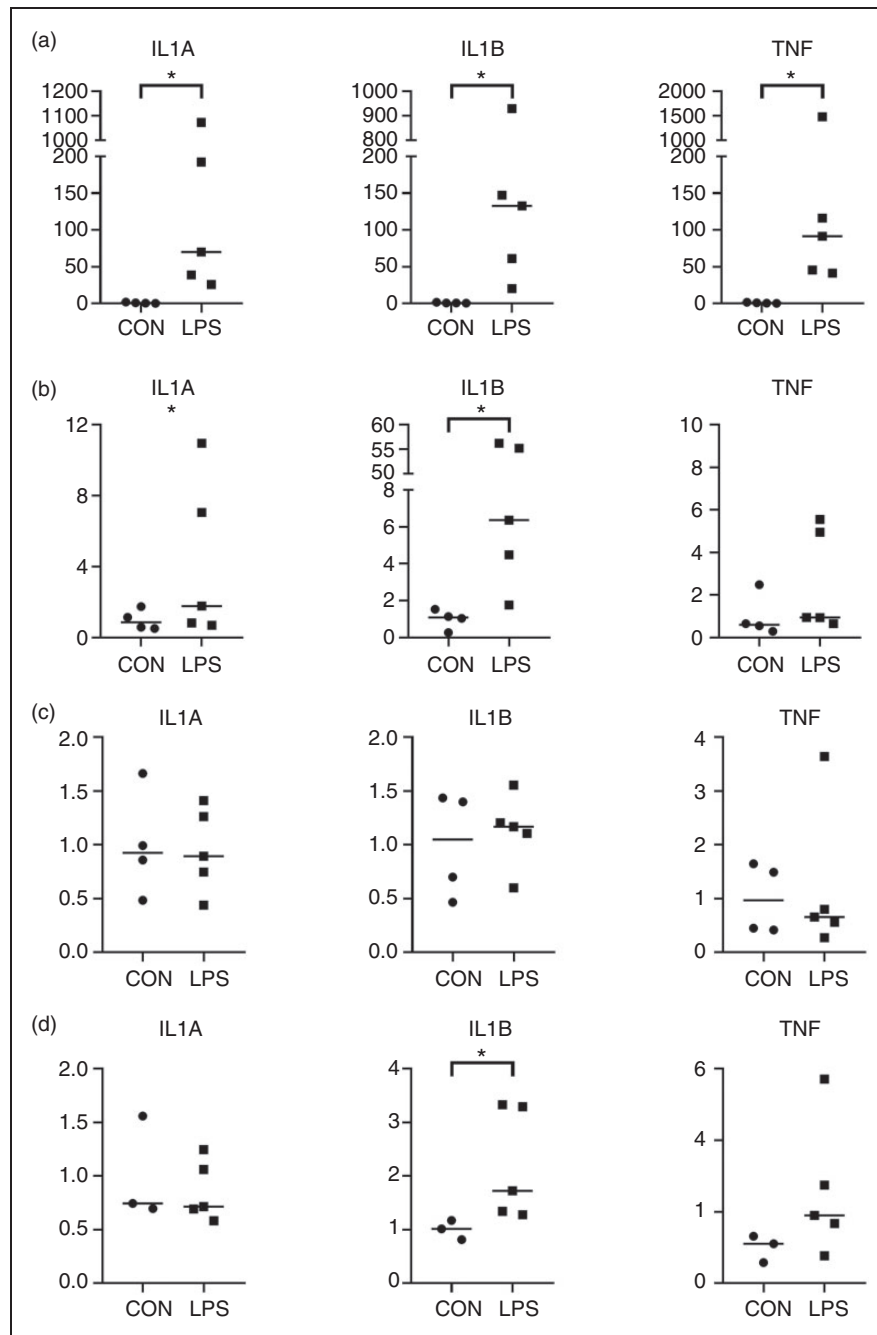 (a)
IL1A IL1B TNF
* * *
1200 1000 2000
1100 900 1500
1000 800 1000
200 200 200
150 150 150
100 100 100
50 50 50
0 0 0
CON LPS CON LPS CON LPS
(b)
IL1A IL1B TNF
* *
12 60 10
55
50
8 8 8
6 6
4 4 4
2 2
0 0 0
CON LPS CON LPS CON LPS
(c)
IL1A IL1B TNF
2.0 2.0 4
1.5 1.5 3
1.0 1.0 2
0.5 0.5 1
0.0 0.0 0
CON LPS CON LPS CON LPS
(d)
IL1A IL1B TNF
*
2.0 4 6
1.5 3 4
1.0 2 1
0.5 1
0.0 0 0
CON LPS CON LPS CON LPS